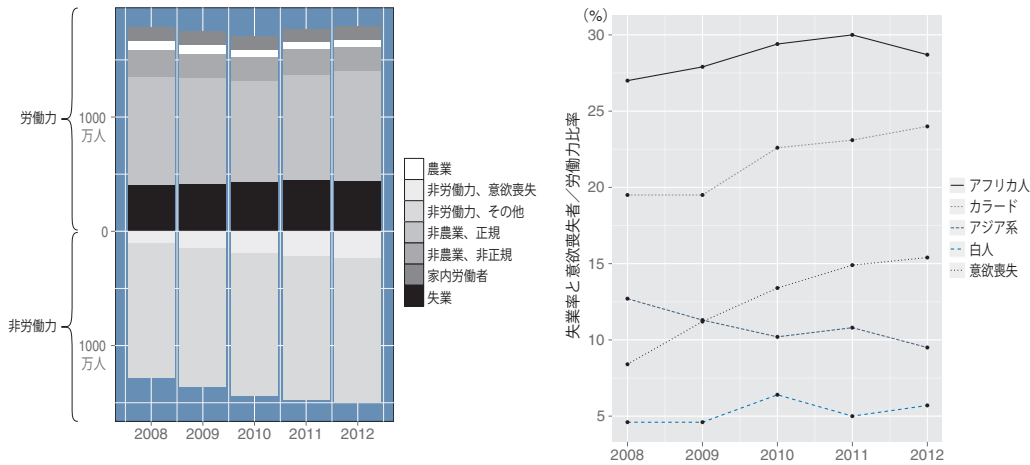 労働力
非労働力
1000
万人
0
1000
万人
2008 2009 2010 2011 2012
農業
非労働力、意欲喪失
非労働力、その他
非農業、正規
非農業、非正規
家内労働者
失業
(%)
失業率と意欲喪失者／労働力比率
30
25
20
15
10
5
2008 2009 2010 2011 2012
アフリカ人
カラード
アジア系
白人
意欲喪失